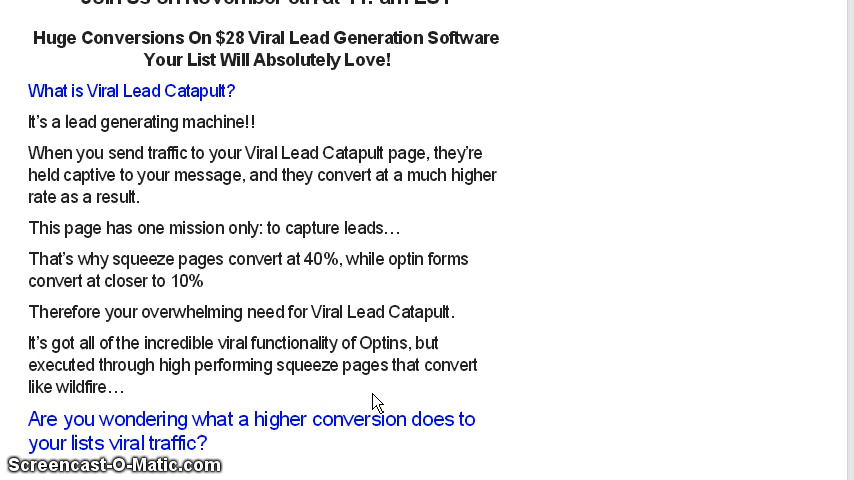 Huge Conversions On $28 Viral Lead Generation Software
Your List Will Absolutely Love!
What is Viral Lead Catapult?
It's a lead generating machine!!
When you send traffic to your Viral Lead Catapult page, they're
held captive to your message, and they convert at a much higher
rate as a result.
This page has one mission only: to capture leads…
That's why squeeze pages convert at 40%, while optin forms
convert at closer to 10%
Therefore your overwhelming need for Viral Lead Catapult.
It's got all of the incredible viral functionality of Optins, but
executed through high performing squeeze pages that convert
like wildfire…
Are you wondering what a higher conversion does to
your lists viral traffic?
Screencast-O-Matic.com